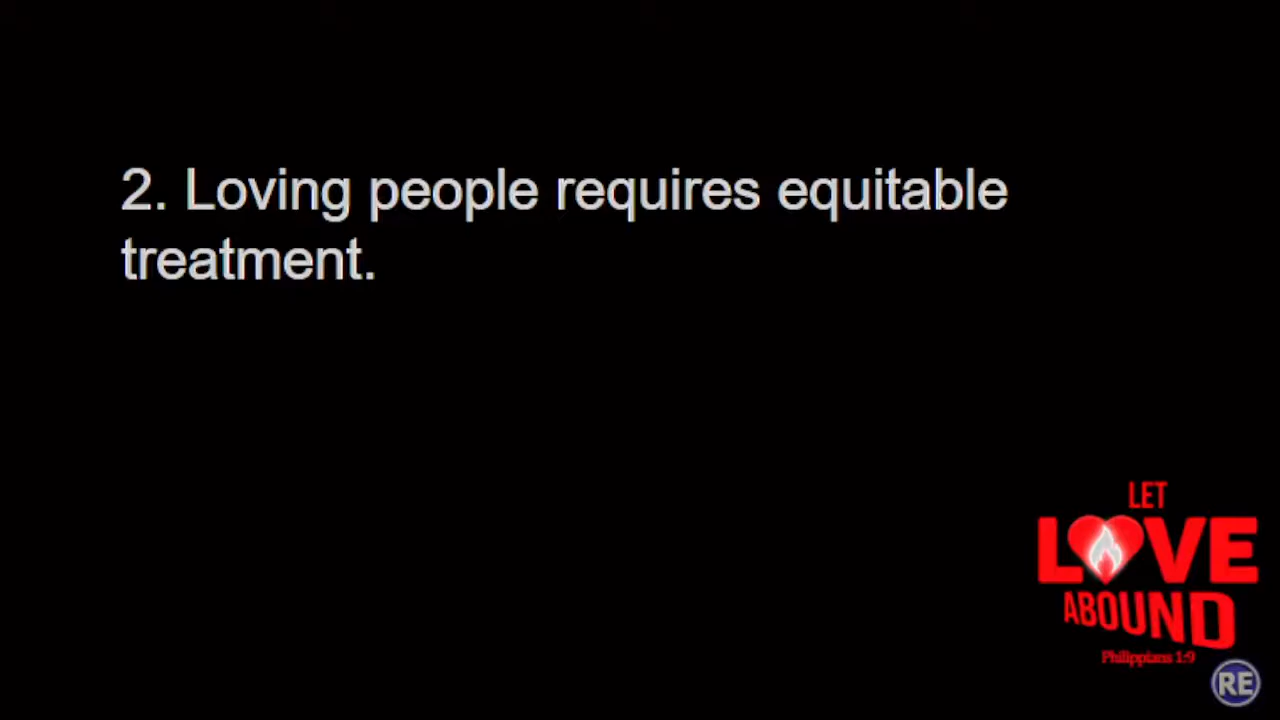 2. Loving people requires equitable
treatment.
LET
LOVE
ABOUND
Philippians 1:9
RE